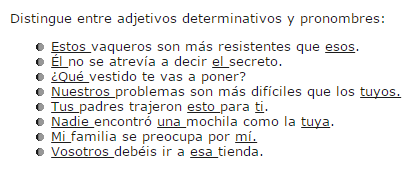 Distingue entre adjetivos determinativos y pronombres:
Estos vaqueros son más resistentes que esos.
Él no se atrevía a decir el secreto.
¿Qué vestido te vas a poner?
Nuestros problemas son más difíciles que los tuyos.
Tus padres trajeron esto para ti.
Nadie encontró una mochila como la tuya.
Mi familia se preocupa por mí.
Vosotros debéis ir a esa tienda.